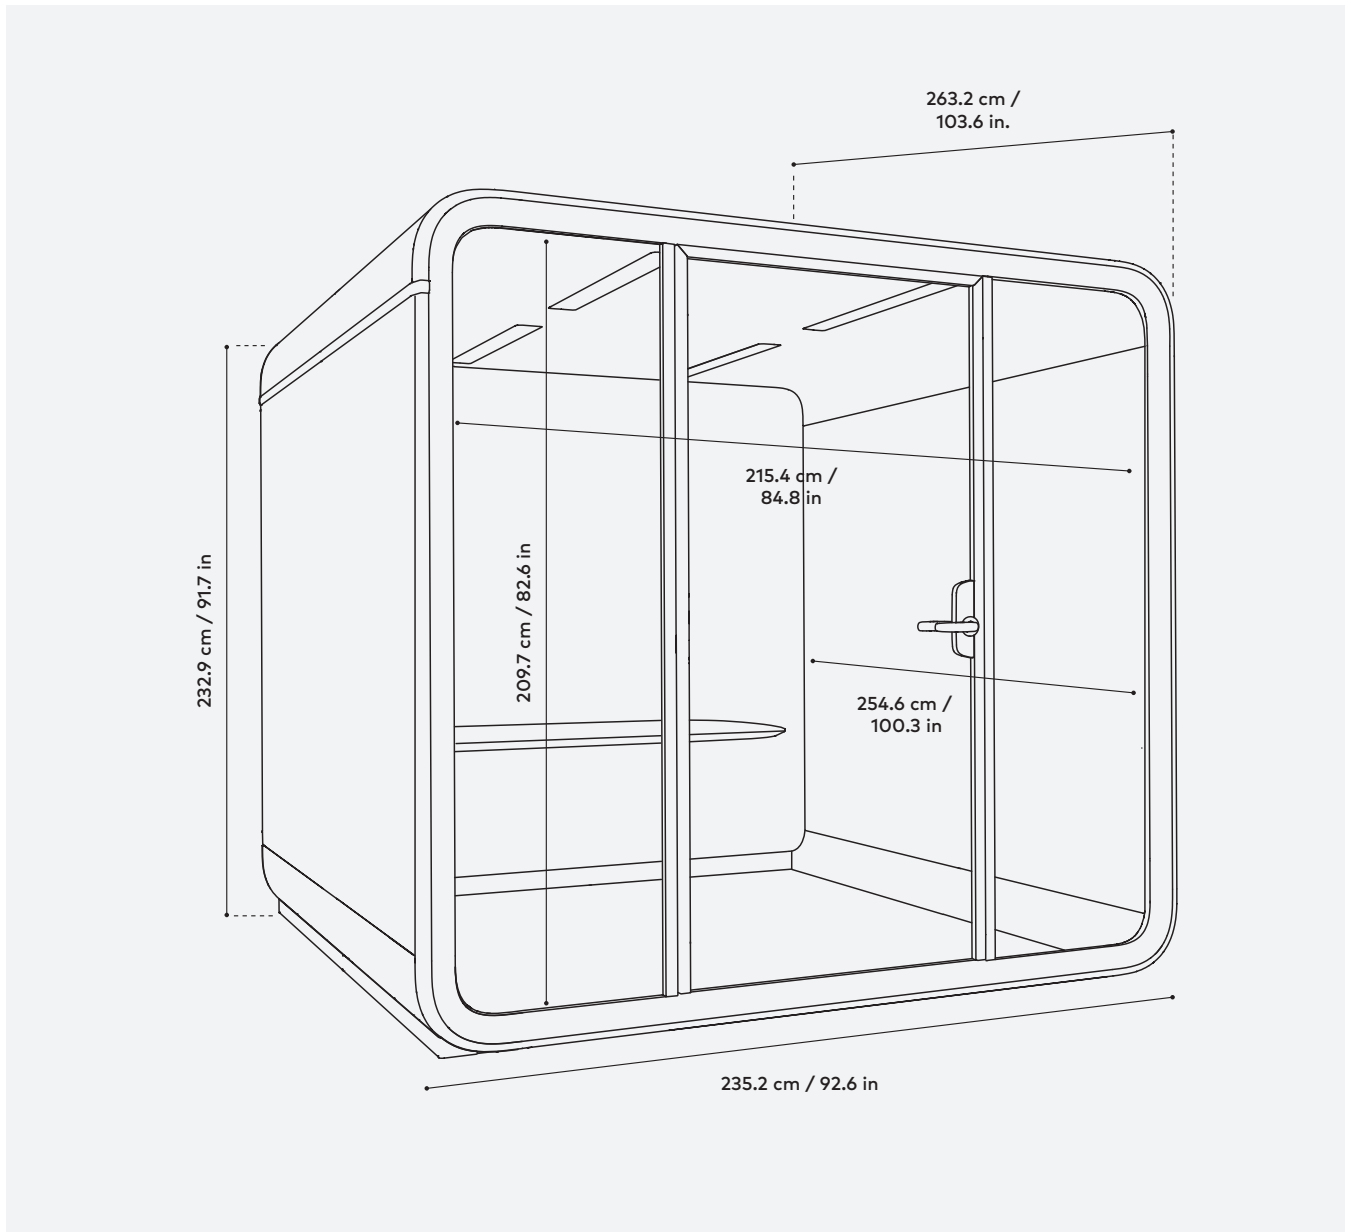 263.2 cm /
103.6 in.
215.4 cm /
84.8 in
232.9 cm / 91.7 in
209.7 cm / 82.6 in
254.6 cm /
100.3 in
235.2 cm / 92.6 in